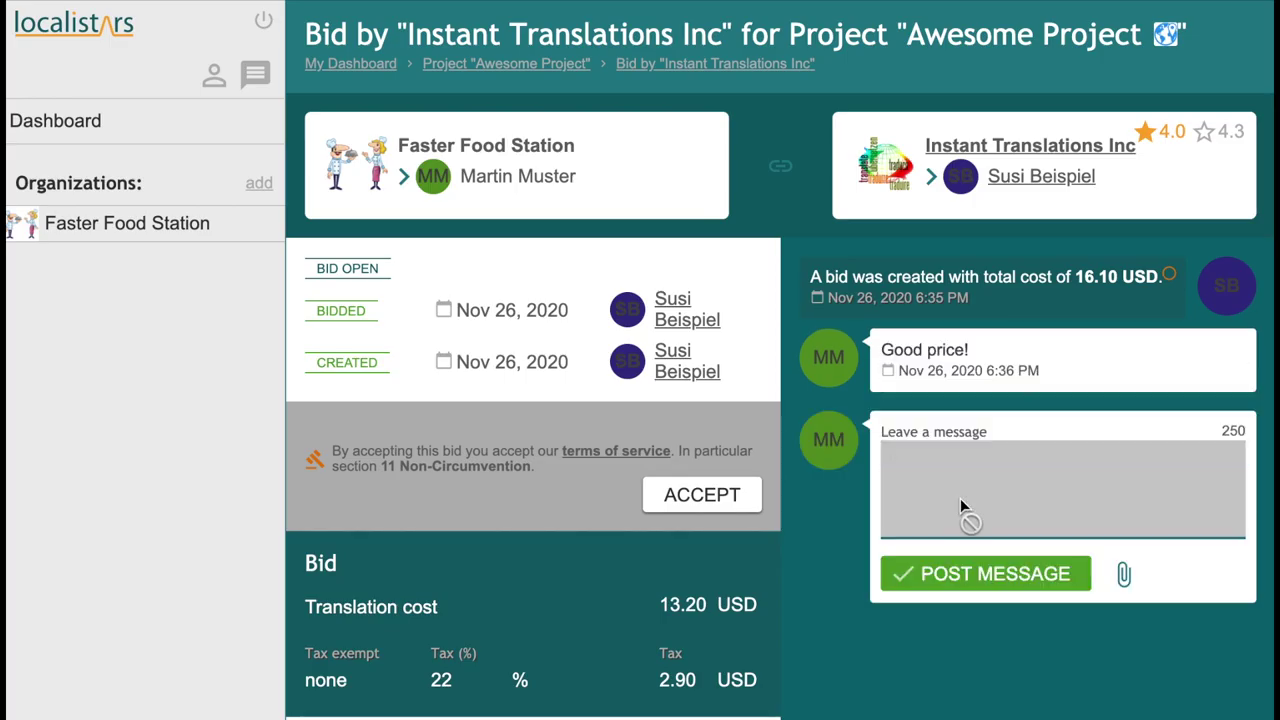 localistars
Dashboard
Organizations:
add
Faster Food Station
Bid by "Instant Translations Inc" for Project "Awesome Project 🌍"
My Dashboard › Project "Awesome Project" › Bid by "Instant Translations Inc"
Faster Food Station
MM Martin Muster
Instant Translations Inc
4.0 4.3
SB Susi Beispiel
BID OPEN
BIDDED
Nov 26, 2020
SB
Susi
Beispiel
CREATED
Nov 26, 2020
SB
Susi
Beispiel
By accepting this bid you accept our terms of service. In particular
section 11 Non-Circumvention.
ACCEPT
Bid
Translation cost
13.20 USD
Tax exempt
Tax (%)
Tax
none
22 %
2.90 USD
A bid was created with total cost of 16.10 USD.
Nov 26, 2020 6:35 PM
SB
MM
Good price!
Nov 26, 2020 6:36 PM
MM
Leave a message
250
POST MESSAGE